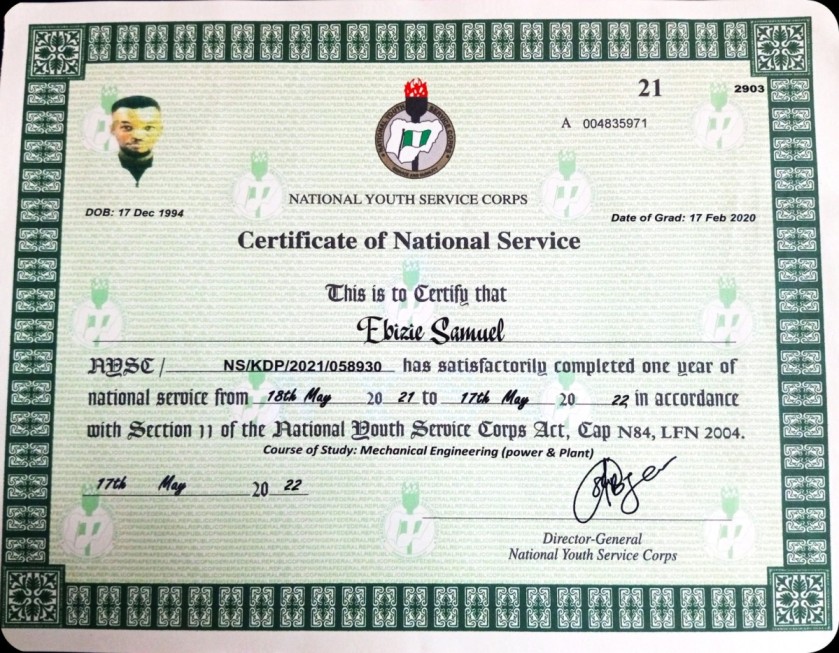 21
2903
A 004835971
NATIONAL YOUTH SERVICE CORPS
DOB: 17 Dec 1994
Date of Grad: 17 Feb 2020
Certificate of National Service
This is to Certify that
Ebizie Samuel
NYSC/ NS/KDP/2021/058930 has satisfactorily completed one year of
national service from 18th May 20 21 to 17th May 20 22 in accordance
with Section 11 of the National Youth Service Corps Act, Cap N84, LFN 2004.
Course of Study: Mechanical Engineering (power & Plant)
17th May 20 22
Director-General
National Youth Service Corps